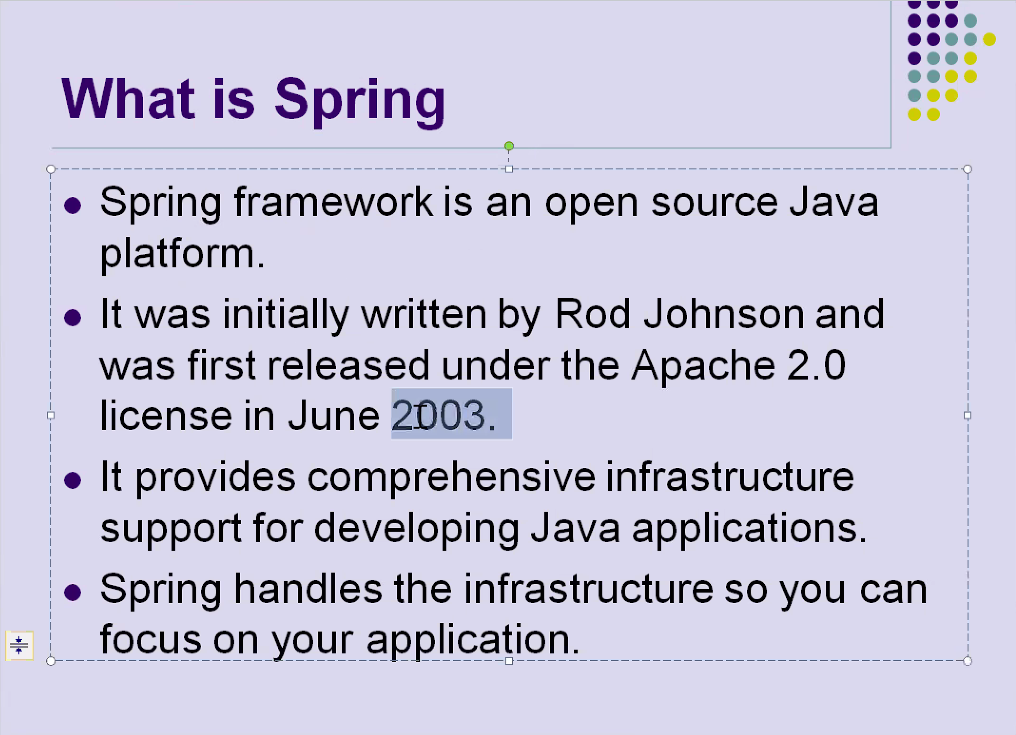 What is Spring
Spring framework is an open source Java
platform.
It was initially written by Rod Johnson and
was first released under the Apache 2.0
license in June 2003.
It provides comprehensive infrastructure
support for developing Java applications.
Spring handles the infrastructure so you can
focus on your application.